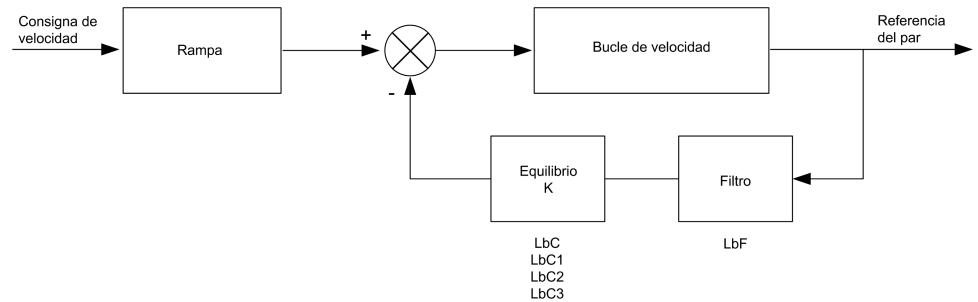 Consigna de
velocidad
Rampa
+
-
Bucle de velocidad
Referencia
del par
Equilibrio
K
Filtro
LbC
LbC1
LbC2
LbC3
LbF